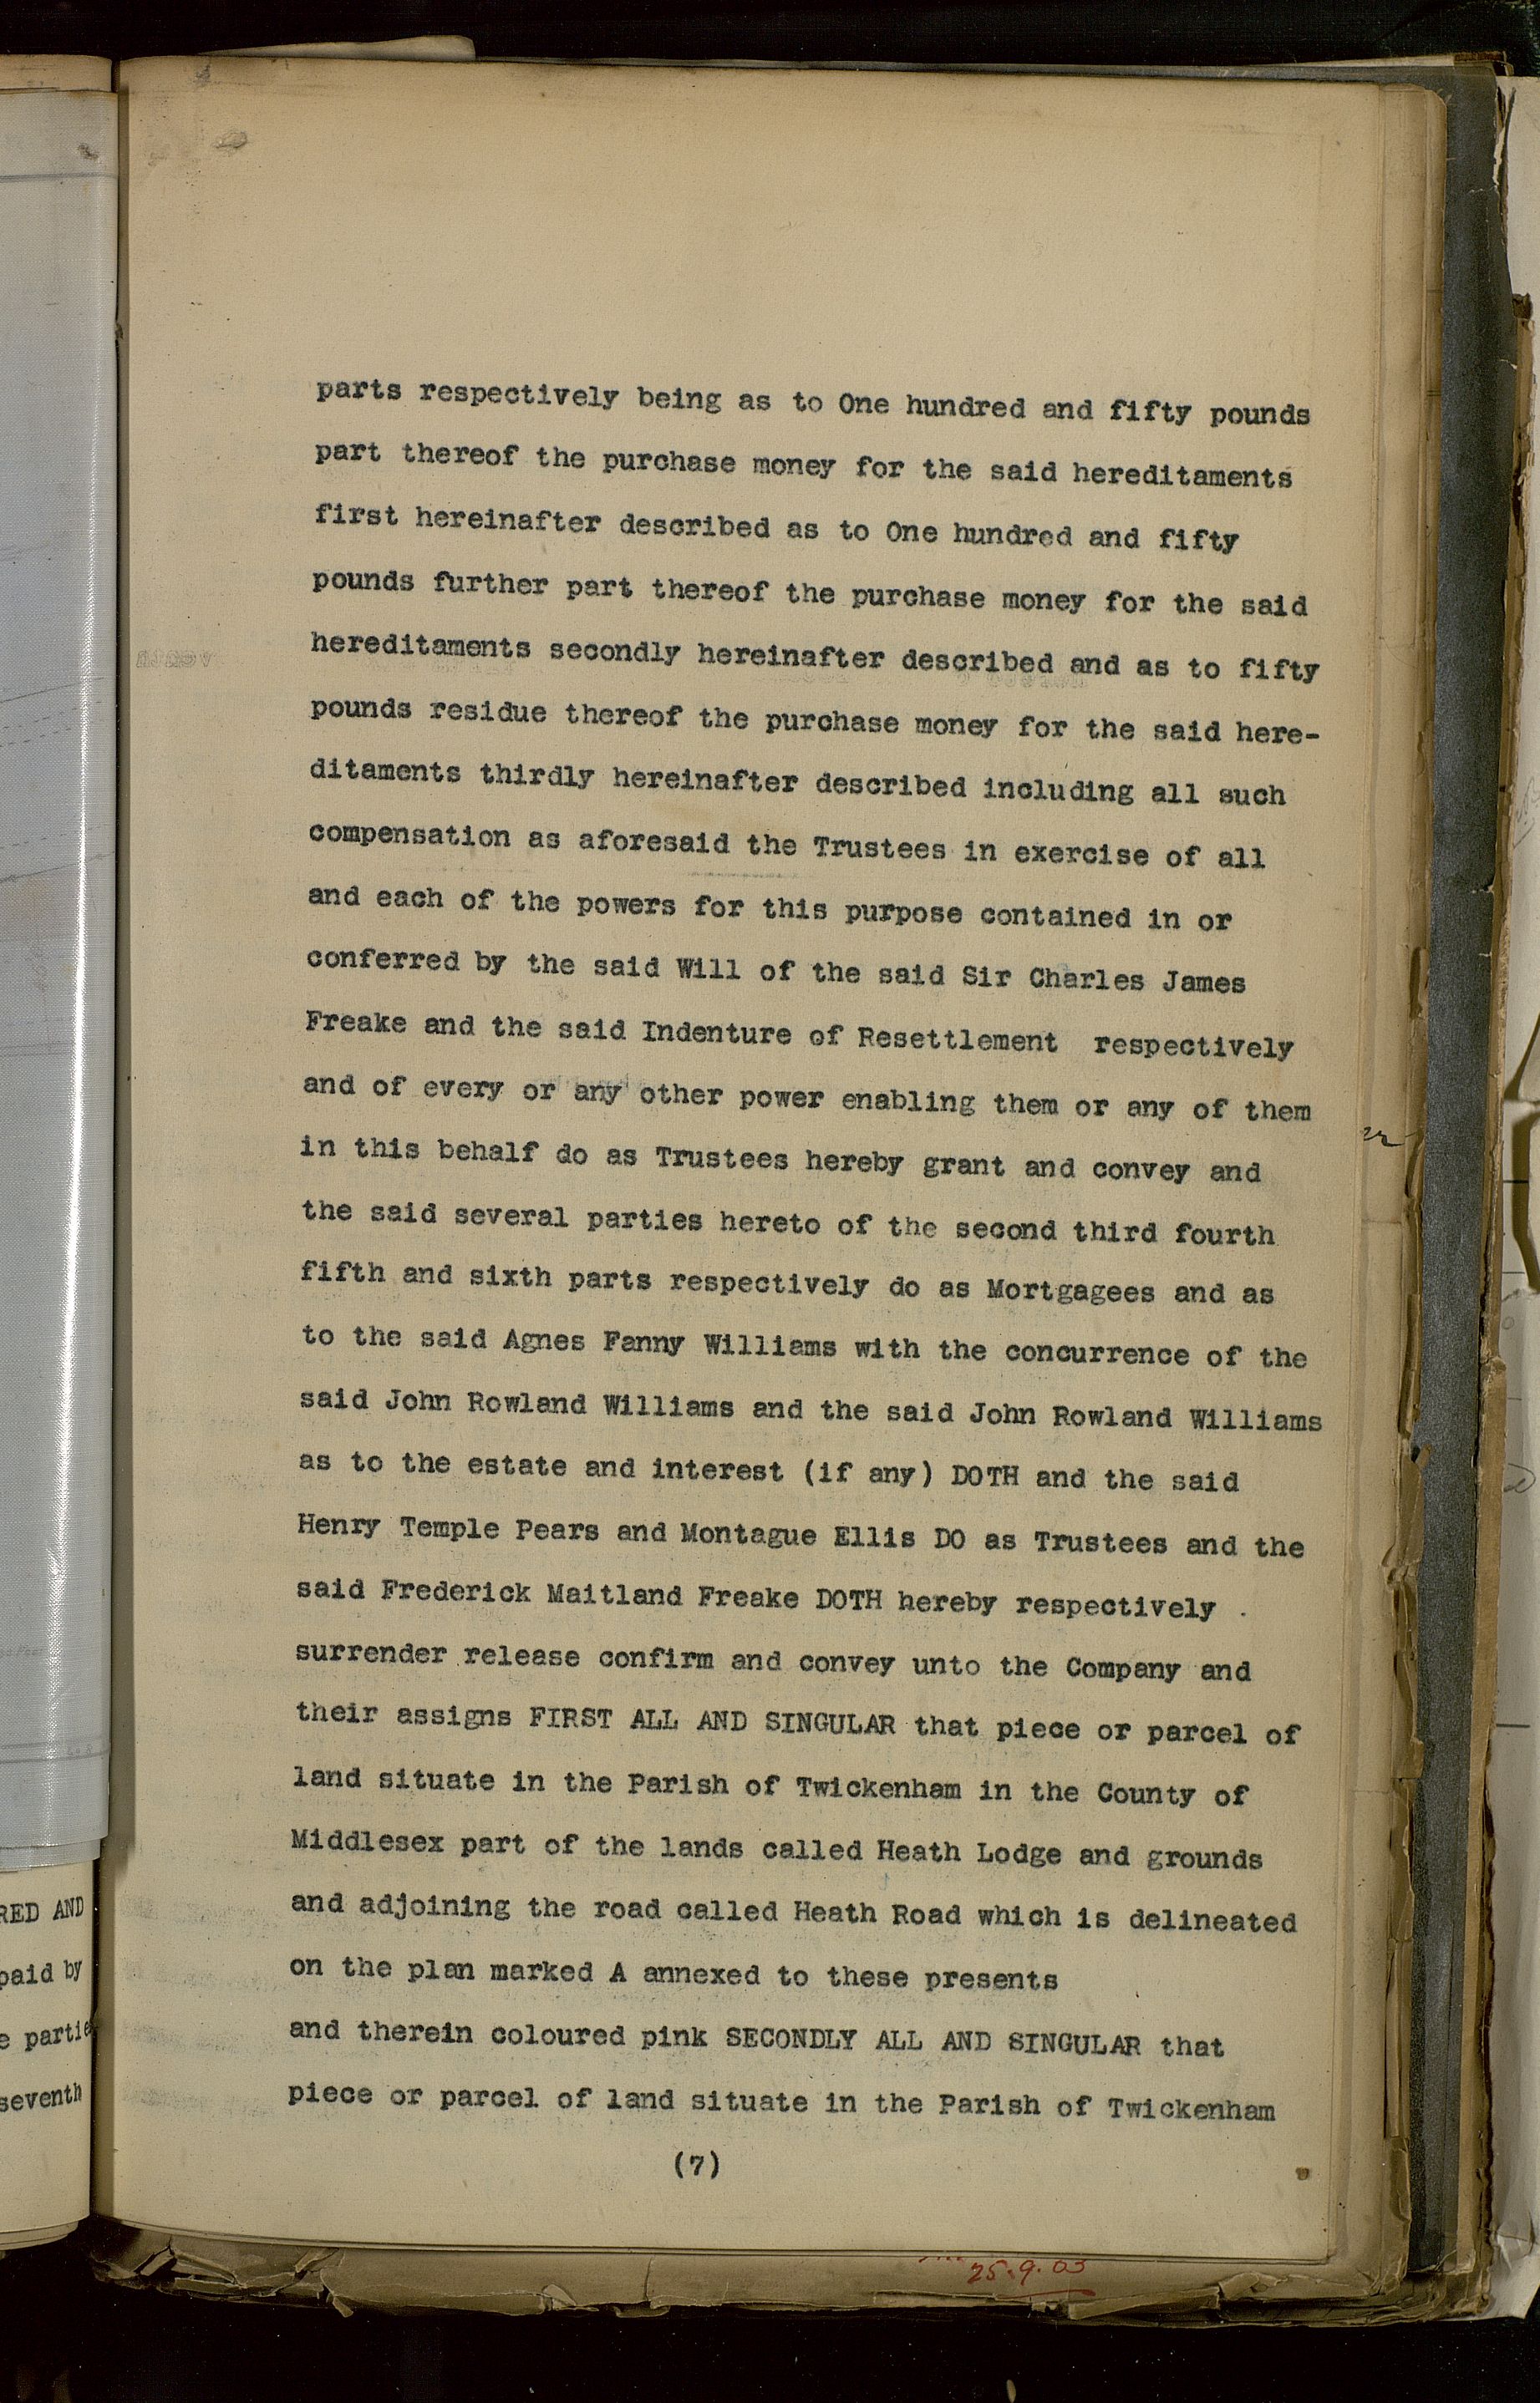 parts respectively being as to One hundred and fifty pounds
part thereof the purchase money for the said hereditaments
first hereinafter described as to One hundred and fifty
pounds further part thereof the purchase money for the said
hereditaments secondly hereinafter described and as to fifty
pounds residue thereof the purchase money for the said here-
ditaments thirdly hereinafter described including all such
compensation as aforesaid the Trustees in exercise of all
and each of the powers for this purpose contained in or
conferred by the said Will of the said Sir Charles James
Freake and the said Indenture of Resettlement respectively
and of every or any other power enabling them or any of them
in this behalf do as Trustees hereby grant and convey and
the said several parties hereto of the second third fourth
fifth and sixth parts respectively do as Mortgagees and as
to the said Agnes Fanny Williams with the concurrence of the
said John Rowland Williams and the said John Rowland Williams
as to the estate and interest (if any) DOTH and the said
Henry Temple Pears and Montague Ellis DO as Trustees and the
said Frederick Maitland Freake DOTH hereby respectively .
surrender release confirm and convey unto the Company and
their assigns FIRST ALL AND SINGULAR that piece or parcel of
land situate in the Parish of Twickenham in the County of
Middlesex part of the lands called Heath Lodge and grounds
and adjoining the road called Heath Road which is delineated
on the plan marked A annexed to these presents
and therein coloured pink SECONDLY ALL AND SINGULAR that
piece or parcel of land situate in the Parish of Twickenham
(7)
25.9.03
RED AND
paid by
e partie
seventh